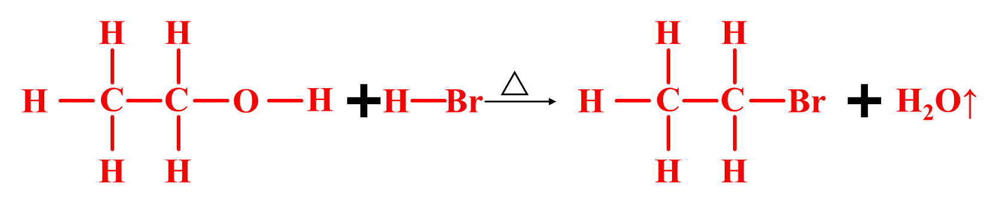 H H H H
H — C — C — O — H + H — Br △→ H — C — C — Br + H₂O↑
H H H H